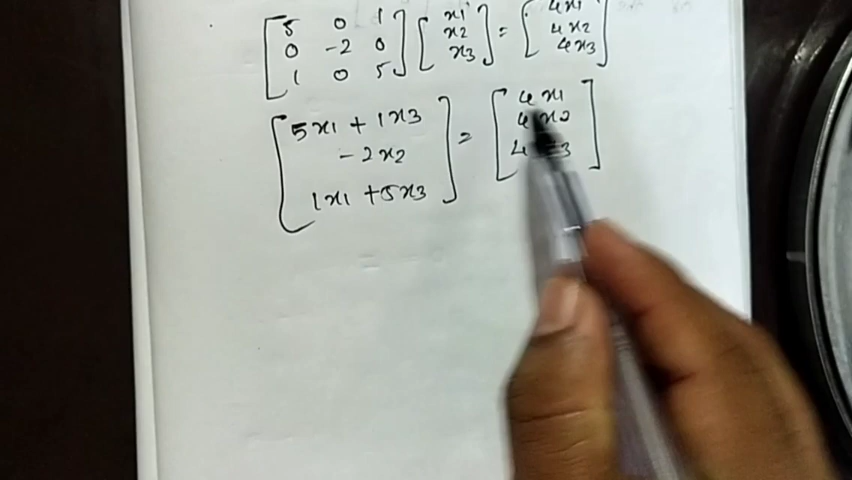 [5 0 1] [x1] = [4x1]
[0 -2 0] [x2] [4x2]
[1 0 5] [x3] [4x3]
[5x1 + 1x3] = [4x1]
[-2x2] [4x2]
[1x1 + 5x3] [4x3]